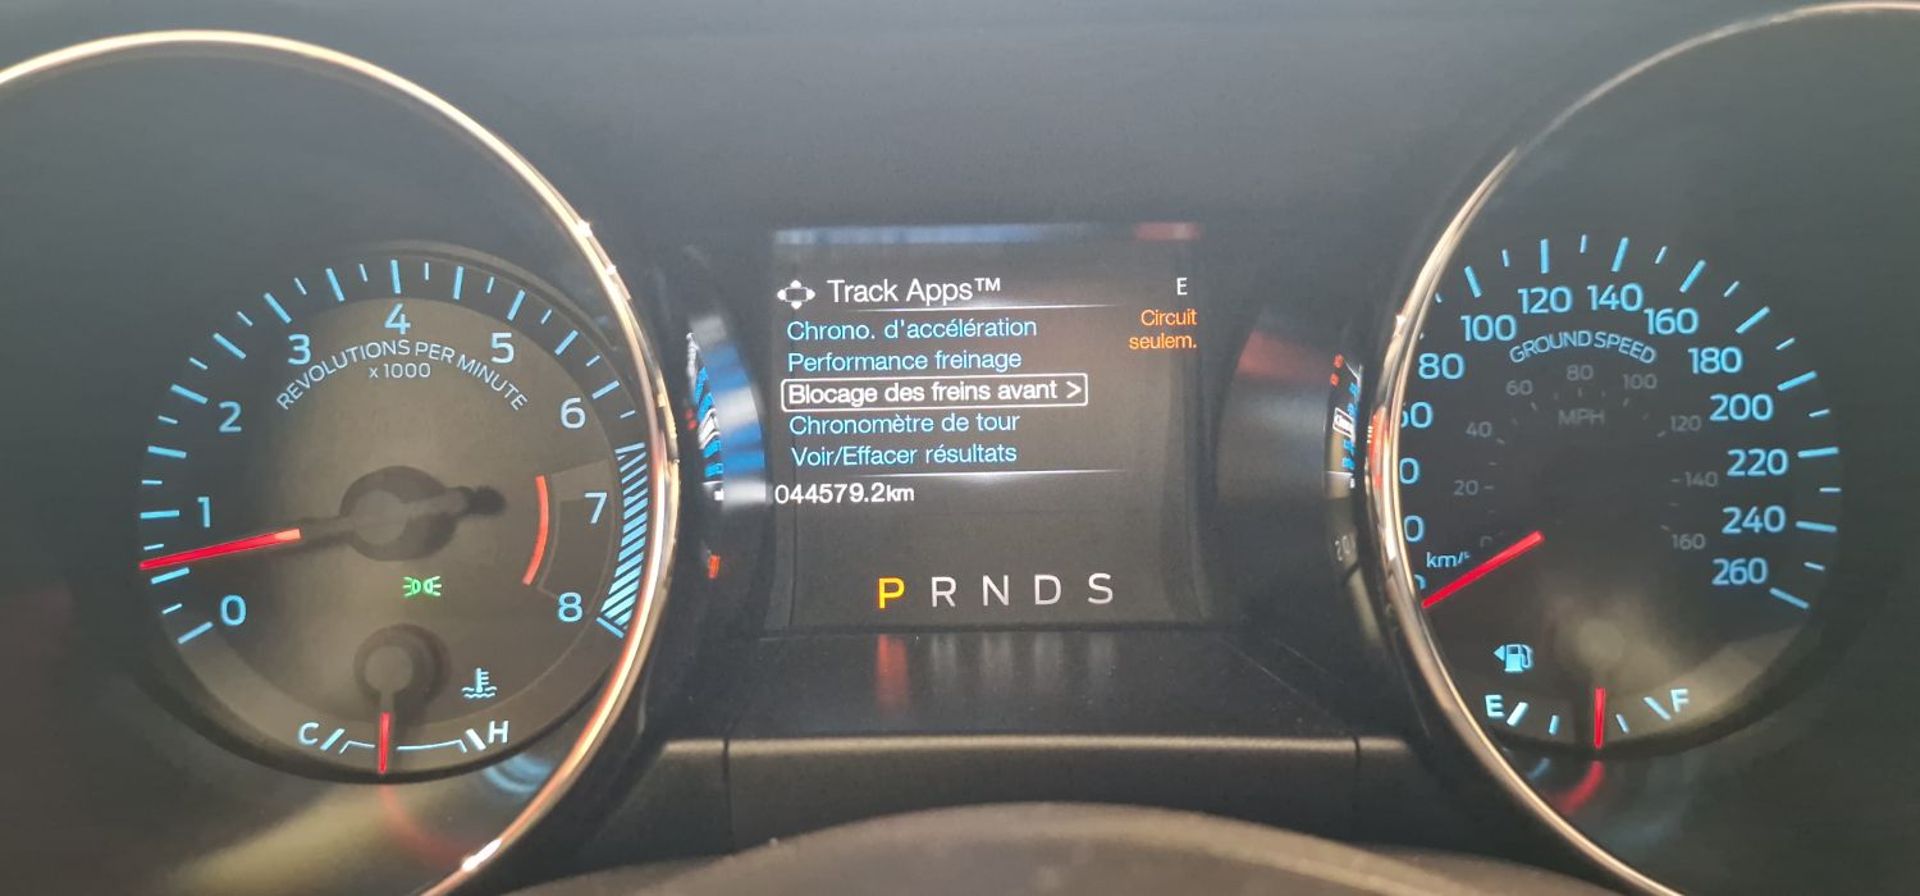 Track Apps™
E
Chrono. d'accélération
Circuit
seulem.
Performance freinage
Blocage des freins avant >
Chronomètre de tour
Voir/Effacer résultats
044579.2km
P R N D S
0 1 2 3 4 5 6 7 8
REVOLUTIONS PER MINUTE
x 1000
C H
80 100 120 140 160 180 200 220 240 260
GROUND SPEED
20 40 60 80 100 120 140 160
MPH
E F